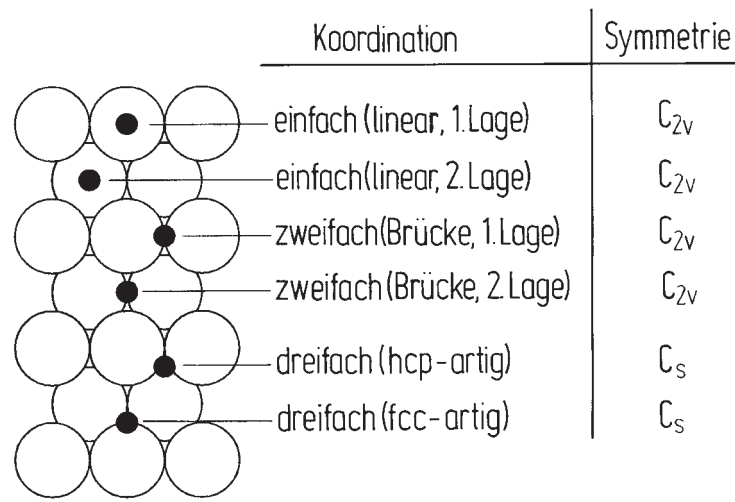 Koordination Symmetrie
einfach (linear, 1. Lage) C2v
einfach (linear, 2. Lage) C2v
zweifach (Brücke, 1. Lage) C2v
zweifach (Brücke, 2. Lage) C2v
dreifach (hcp-artig) Cs
dreifach (fcc-artig) Cs